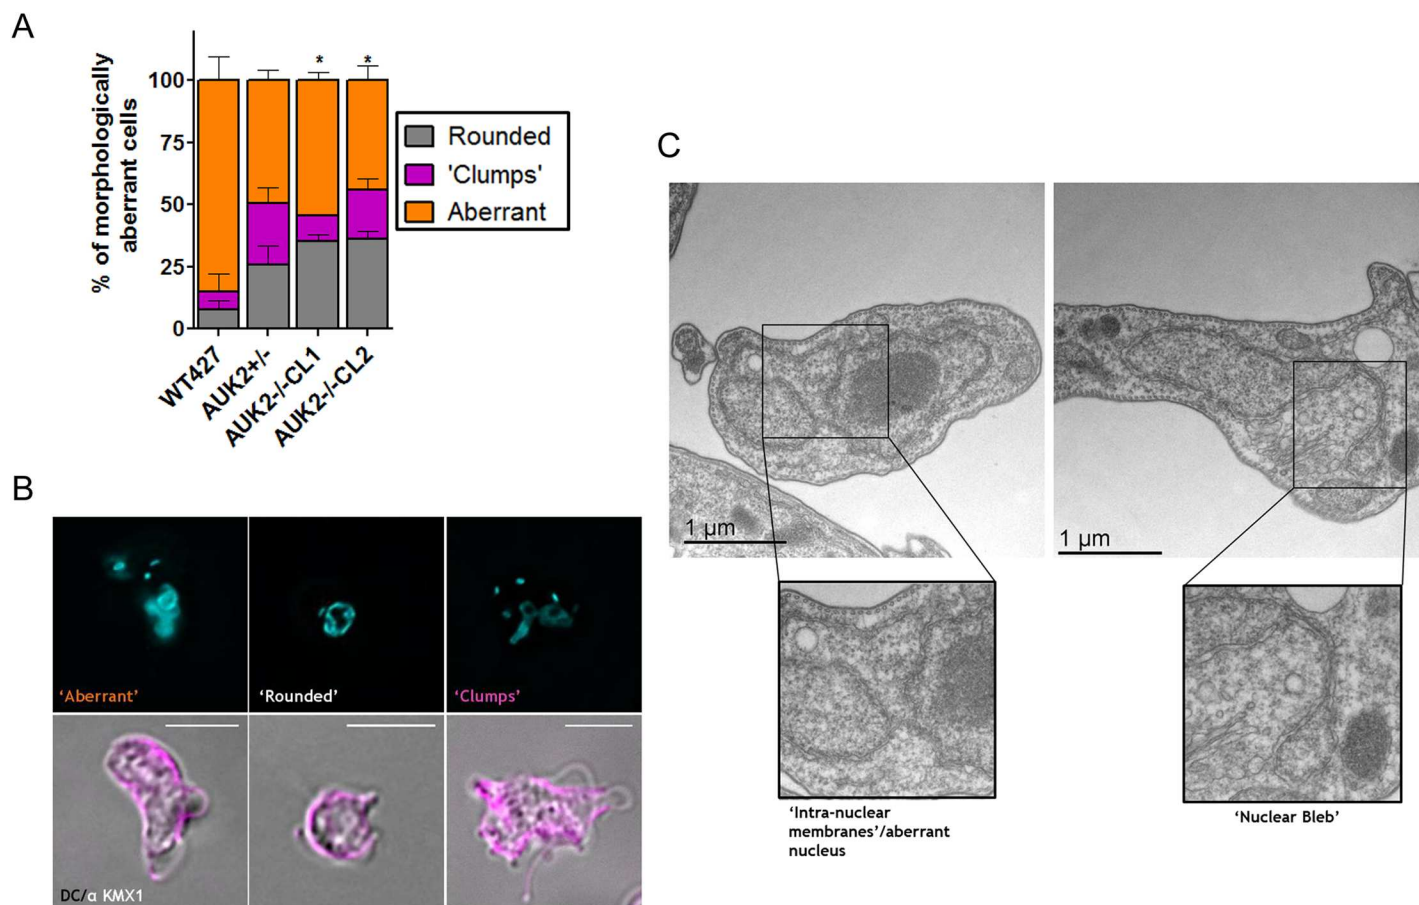 A
% of morphologically
aberrant cells
100
75
50
25
0
*
*
WT427
AUK2+/-
AUK2-/-CL1
AUK2-/-CL2
Rounded
'Clumps'
Aberrant
B
‘Aberrant’
‘Rounded’
‘Clumps’
DC/α KMX1
C
1 µm
1 µm
‘Intra-nuclear
membranes’/aberrant
nucleus
‘Nuclear Bleb’